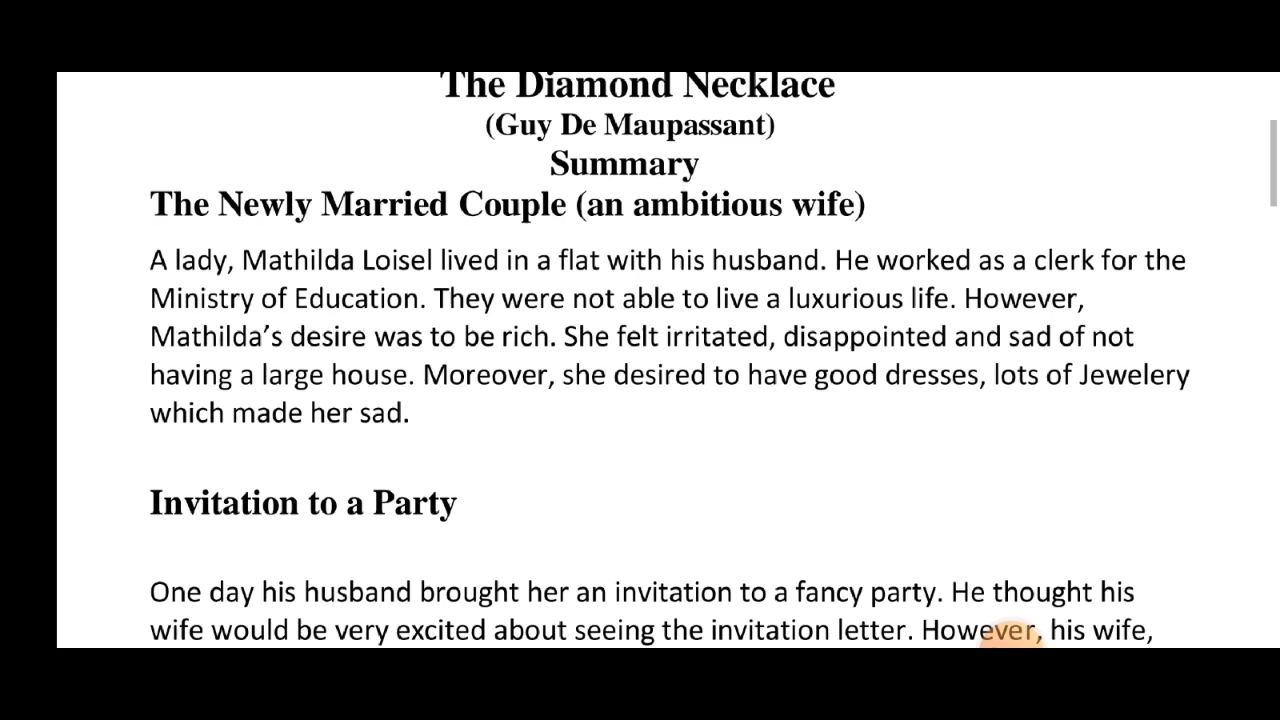 The Diamond Necklace
(Guy De Maupassant)
Summary
The Newly Married Couple (an ambitious wife)
A lady, Mathilda Loisel lived in a flat with his husband. He worked as a clerk for the
Ministry of Education. They were not able to live a luxurious life. However,
Mathilda’s desire was to be rich. She felt irritated, disappointed and sad of not
having a large house. Moreover, she desired to have good dresses, lots of Jewelery
which made her sad.
Invitation to a Party
One day his husband brought her an invitation to a fancy party. He thought his
wife would be very excited about seeing the invitation letter. However, his wife,